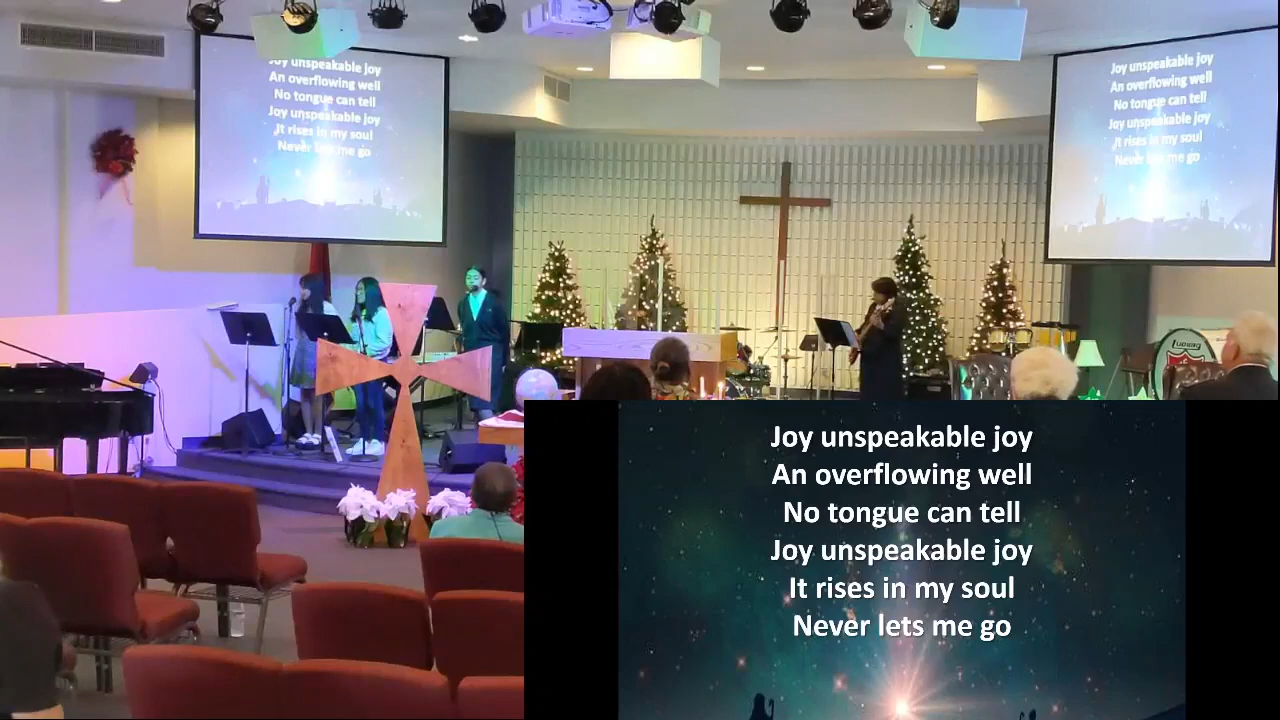 Joy unspeakable joy
An overflowing well
No tongue can tell
Joy unspeakable joy
It rises in my soul
Never lets me go
Joy unspeakable joy
An overflowing well
No tongue can tell
Joy unspeakable joy
It rises in my soul
Never lets me go
LUDWIG
Joy unspeakable joy
An overflowing well
No tongue can tell
Joy unspeakable joy
It rises in my soul
Never lets me go